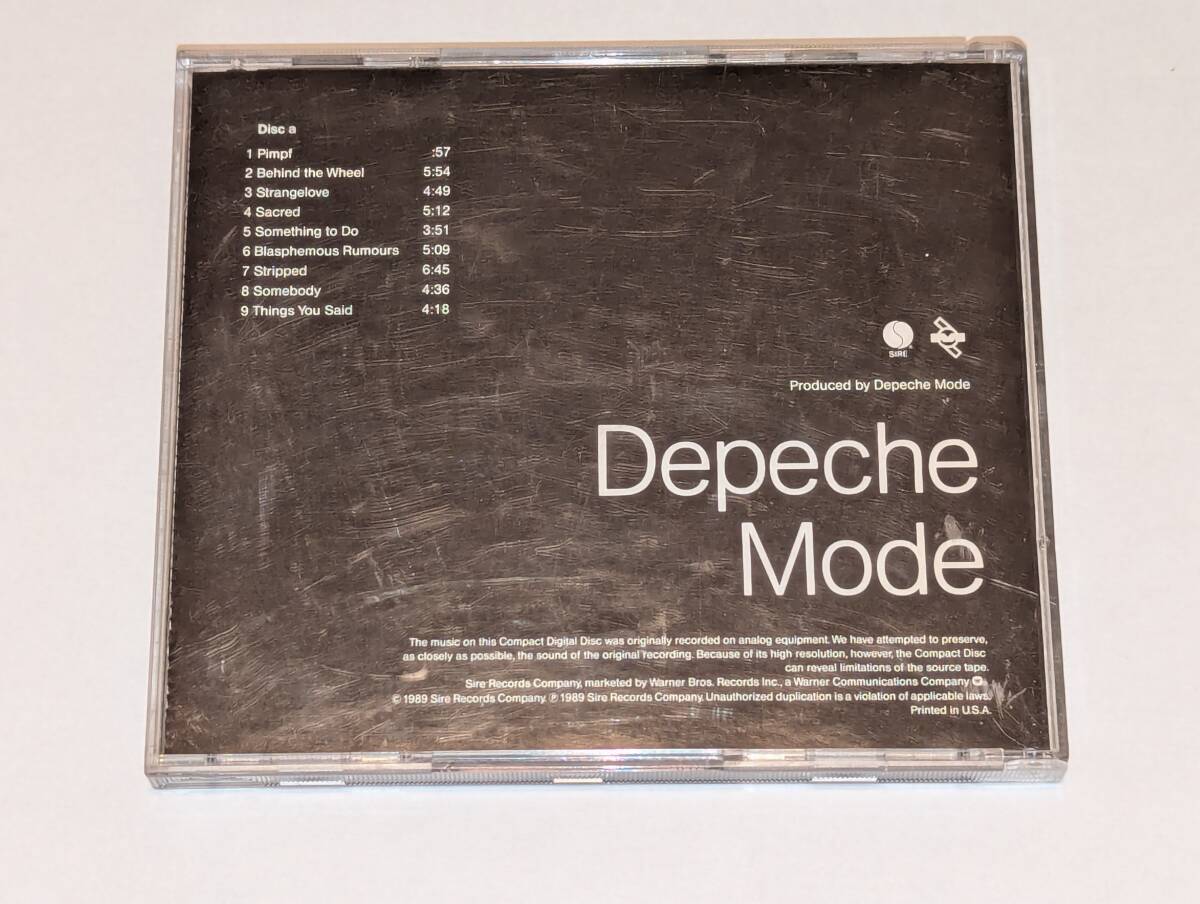 Disc a
1 Pimpf :57
2 Behind the Wheel 5:54
3 Strangelove 4:49
4 Sacred 5:12
5 Something to Do 3:51
6 Blasphemous Rumours 5:09
7 Stripped 6:45
8 Somebody 4:36
9 Things You Said 4:18
SIRE
Produced by Depeche Mode
Depeche
Mode
The music on this Compact Digital Disc was originally recorded on analog equipment. We have attempted to preserve,
as closely as possible, the sound of the original recording. Because of its high resolution, however, the Compact Disc
can reveal limitations of the source tape.
Sire Records Company, marketed by Warner Bros. Records Inc., a Warner Communications Company
© 1989 Sire Records Company. ℗ 1989 Sire Records Company. Unauthorized duplication is a violation of applicable laws.
Printed in U.S.A.